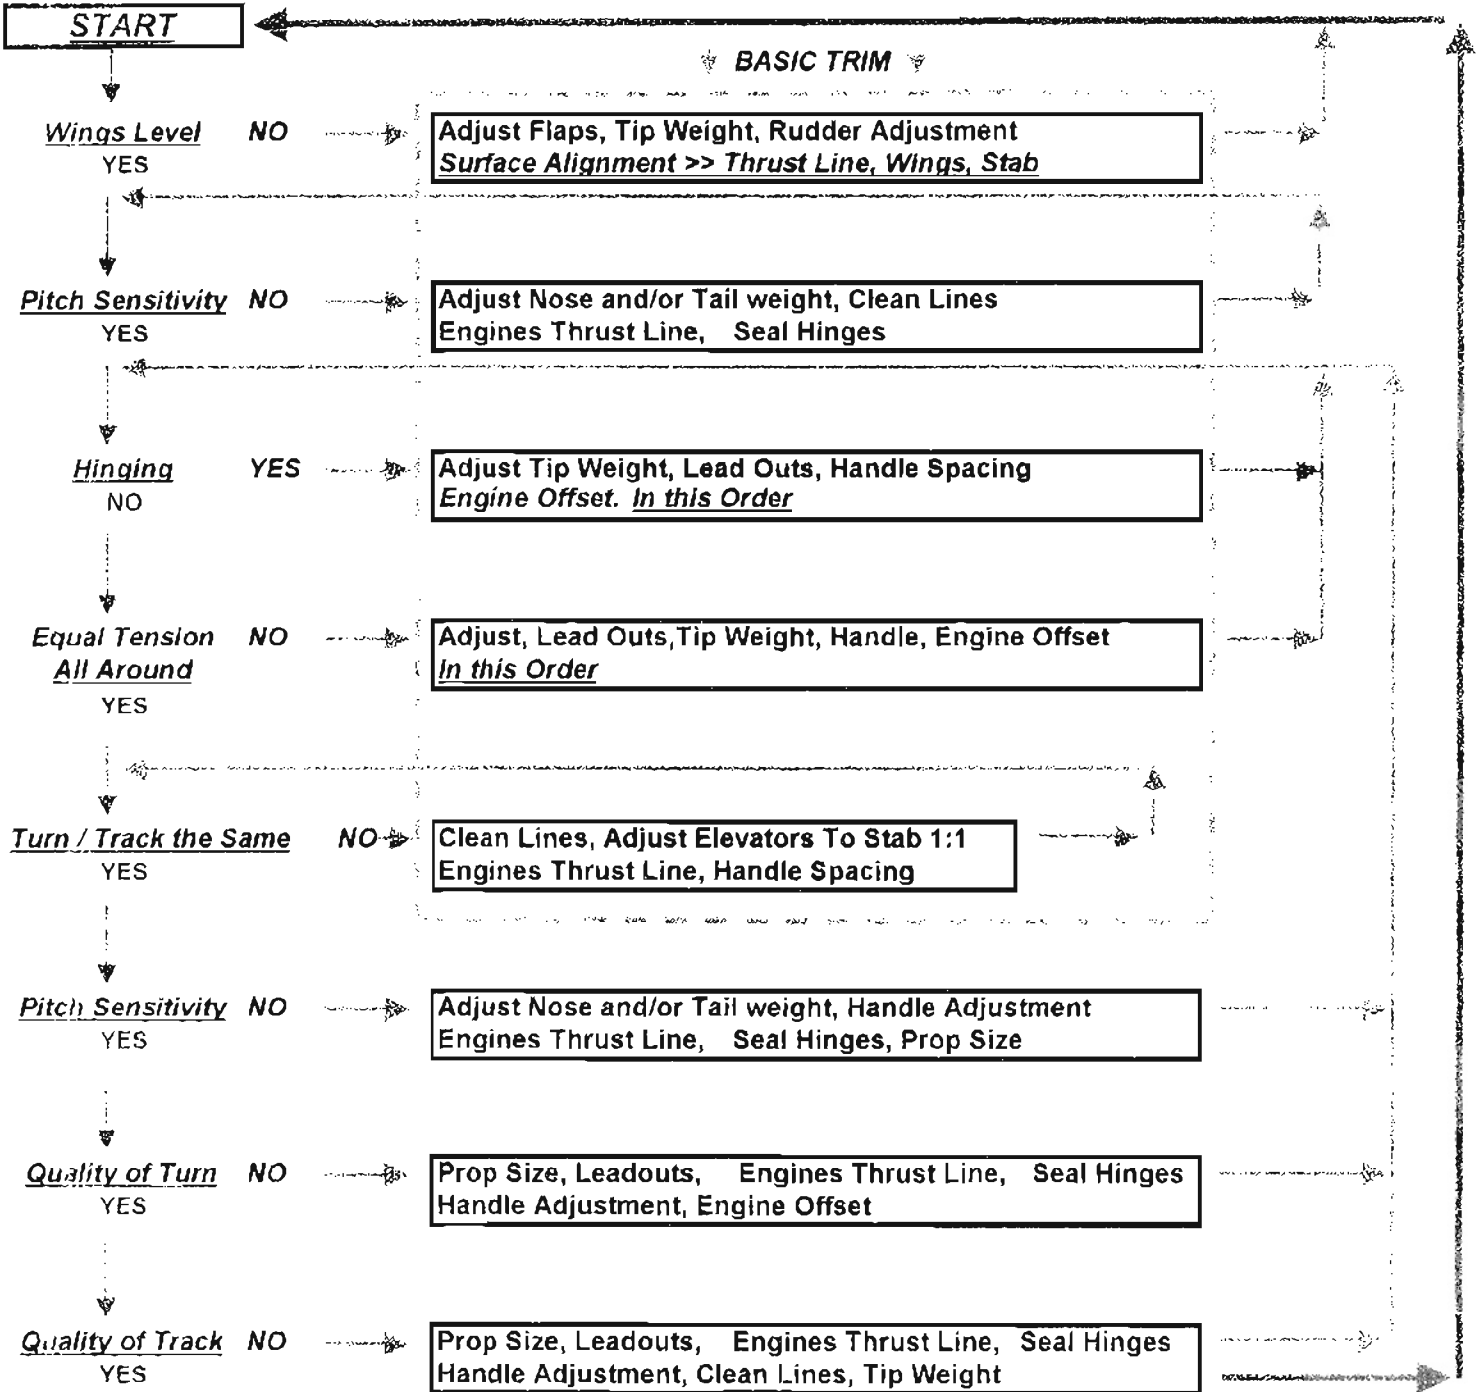 START
BASIC TRIM
Wings Level NO Adjust Flaps, Tip Weight, Rudder Adjustment
YES Surface Alignment >> Thrust Line, Wings, Stab
Pitch Sensitivity NO Adjust Nose and/or Tail weight, Clean Lines
YES Engines Thrust Line, Seal Hinges
Hinging YES Adjust Tip Weight, Lead Outs, Handle Spacing
NO Engine Offset. In this Order
Equal Tension NO Adjust, Lead Outs,Tip Weight, Handle, Engine Offset
All Around In this Order
YES
Turn / Track the Same NO Clean Lines, Adjust Elevators To Stab 1:1
YES Engines Thrust Line, Handle Spacing
Pitch Sensitivity NO Adjust Nose and/or Tail weight, Handle Adjustment
YES Engines Thrust Line, Seal Hinges, Prop Size
Quality of Turn NO Prop Size, Leadouts, Engines Thrust Line, Seal Hinges
YES Handle Adjustment, Engine Offset
Quality of Track NO Prop Size, Leadouts, Engines Thrust Line, Seal Hinges
YES Handle Adjustment, Clean Lines, Tip Weight